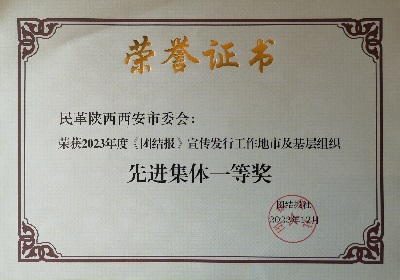 荣誉证书
民革陕西西安市委会：
荣获2023年度《团结报》宣传发行工作地市及基层组织
先进集体一等奖
团结报社
2023年12月